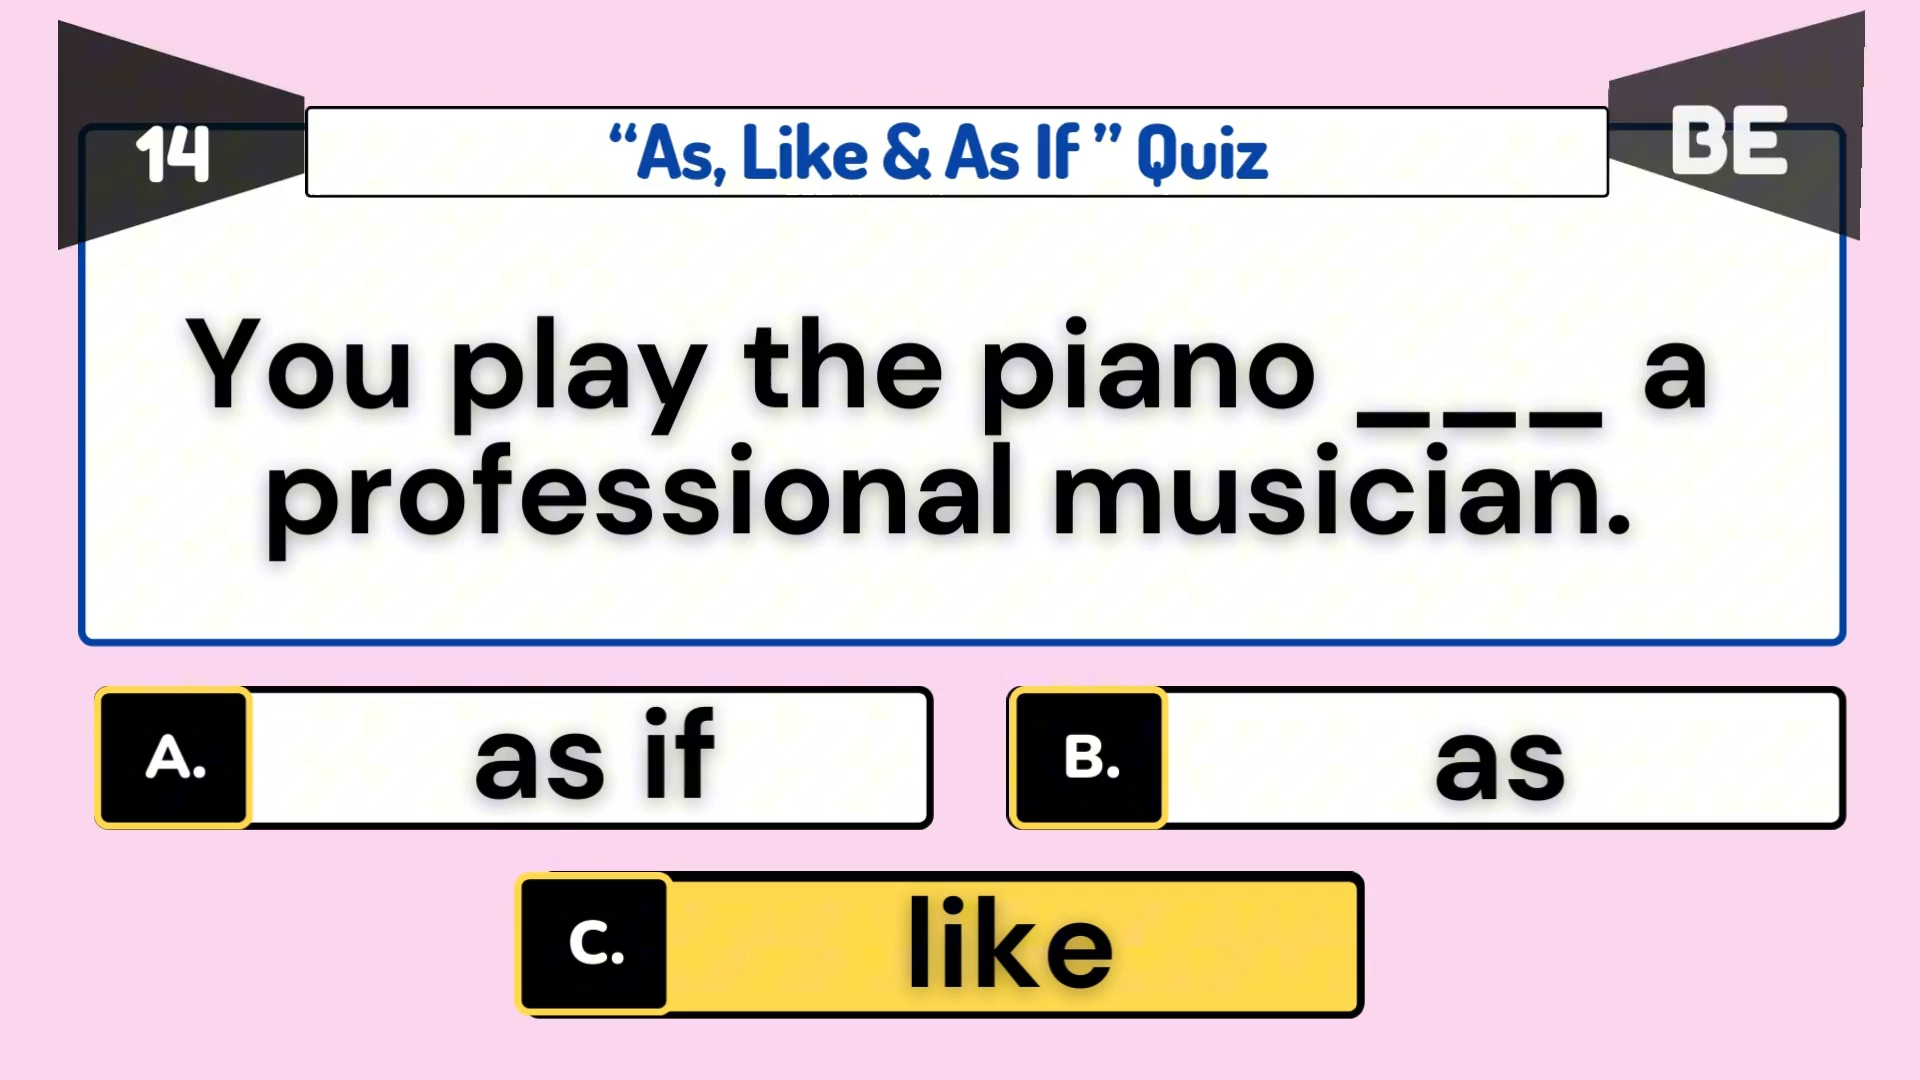 14
“As, Like & As If ” Quiz
BE
You play the piano ___ a
professional musician.
A. as if
B. as
C. like